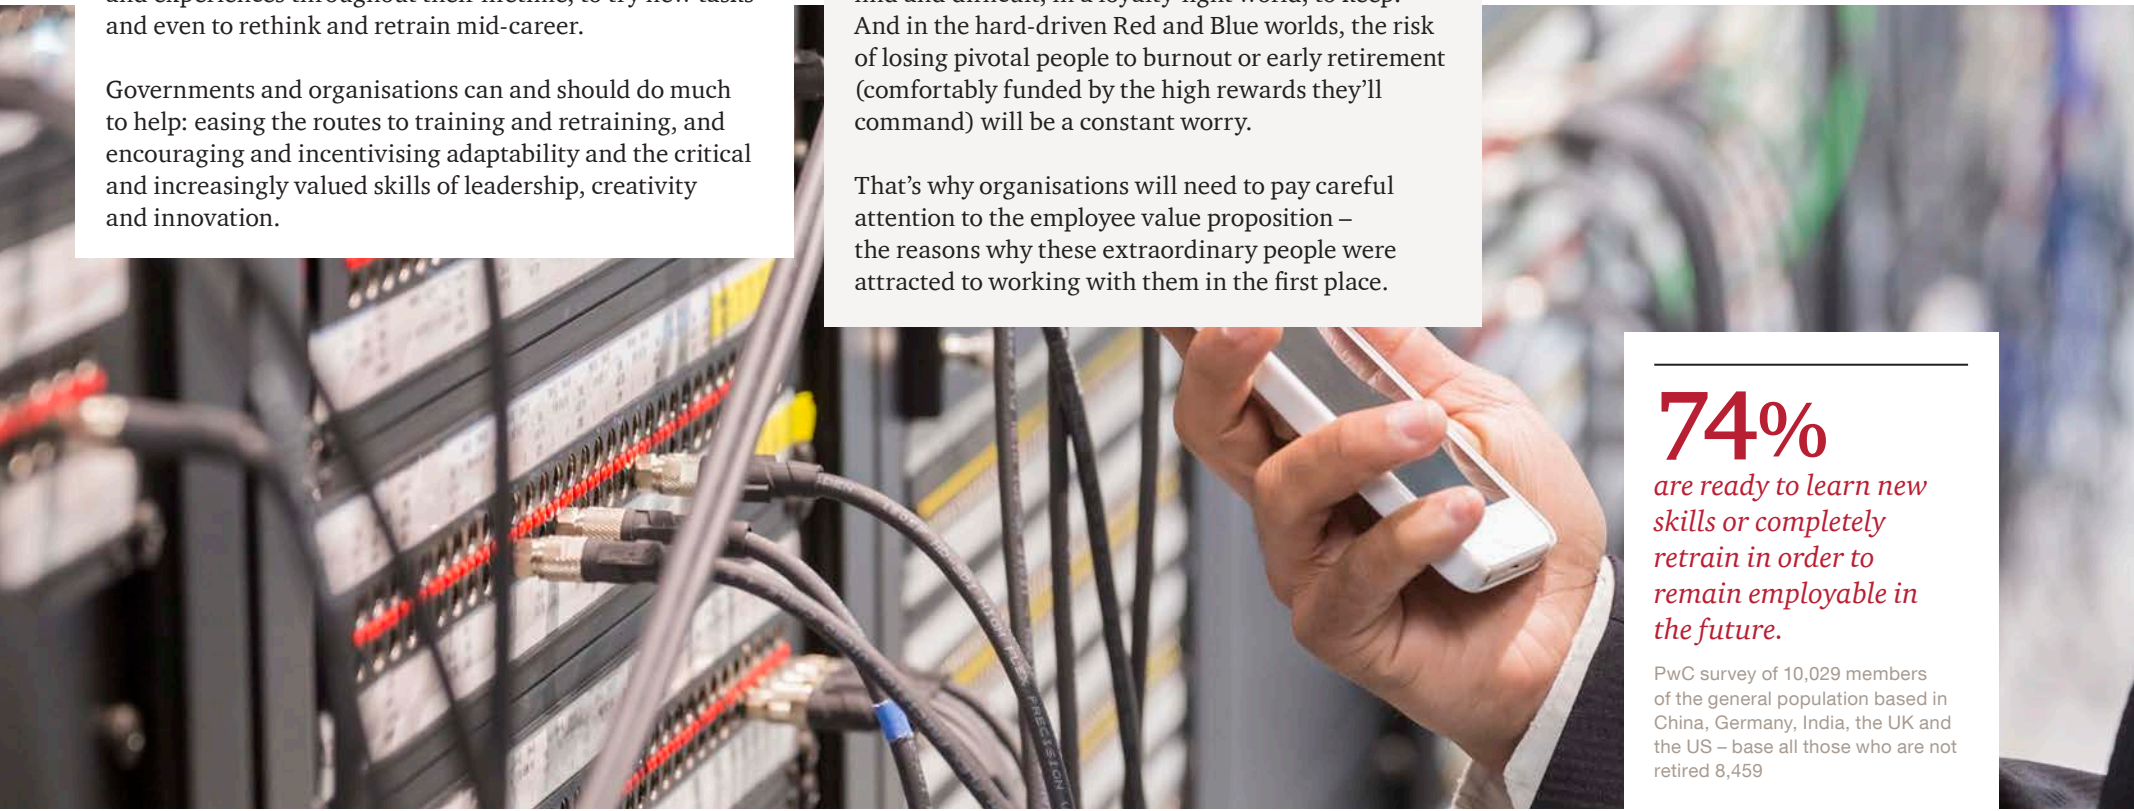 and even to rethink and retrain mid-career.
Governments and organisations can and should do much
to help: easing the routes to training and retraining, and
encouraging and incentivising adaptability and the critical
and increasingly valued skills of leadership, creativity
and innovation.
And in the hard-driven Red and Blue worlds, the risk
of losing pivotal people to burnout or early retirement
(comfortably funded by the high rewards they’ll
command) will be a constant worry.
That’s why organisations will need to pay careful
attention to the employee value proposition –
the reasons why these extraordinary people were
attracted to working with them in the first place.
74%
are ready to learn new
skills or completely
retrain in order to
remain employable in
the future.
PwC survey of 10,029 members
of the general population based in
China, Germany, India, the UK and
the US – base all those who are not
retired 8,459